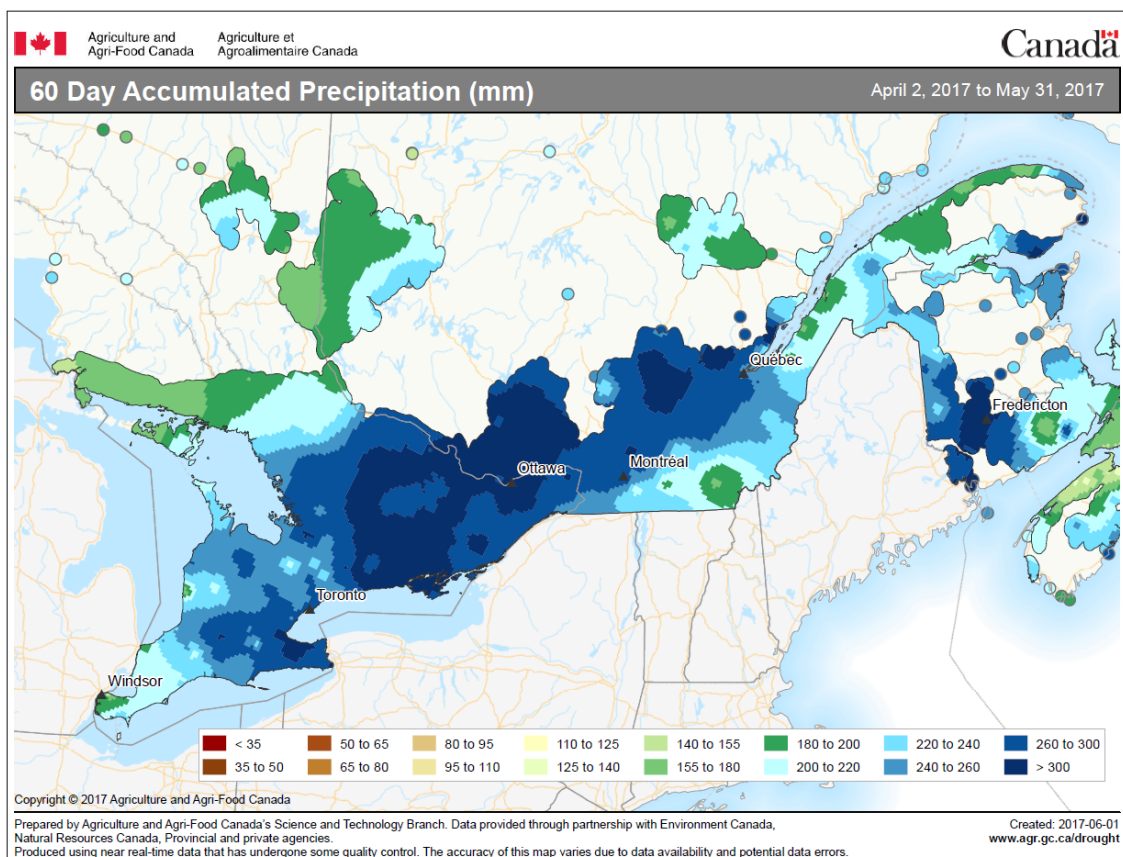 Agriculture and
Agri-Food Canada
Agriculture et
Agroalimentaire Canada
Canada
60 Day Accumulated Precipitation (mm)
April 2, 2017 to May 31, 2017
Québec
Fredericton
Ottawa
Montréal
Toronto
Windsor
< 35 50 to 65 80 to 95 110 to 125 140 to 155 180 to 200 220 to 240 260 to 300
35 to 50 65 to 80 95 to 110 125 to 140 155 to 180 200 to 220 240 to 260 > 300
Copyright © 2017 Agriculture and Agri-Food Canada
Prepared by Agriculture and Agri-Food Canada's Science and Technology Branch. Data provided through partnership with Environment Canada,
Natural Resources Canada, Provincial and private agencies.
Produced using near real-time data that has undergone some quality control. The accuracy of this map varies due to data availability and potential data errors.
Created: 2017-06-01
www.agr.gc.ca/drought